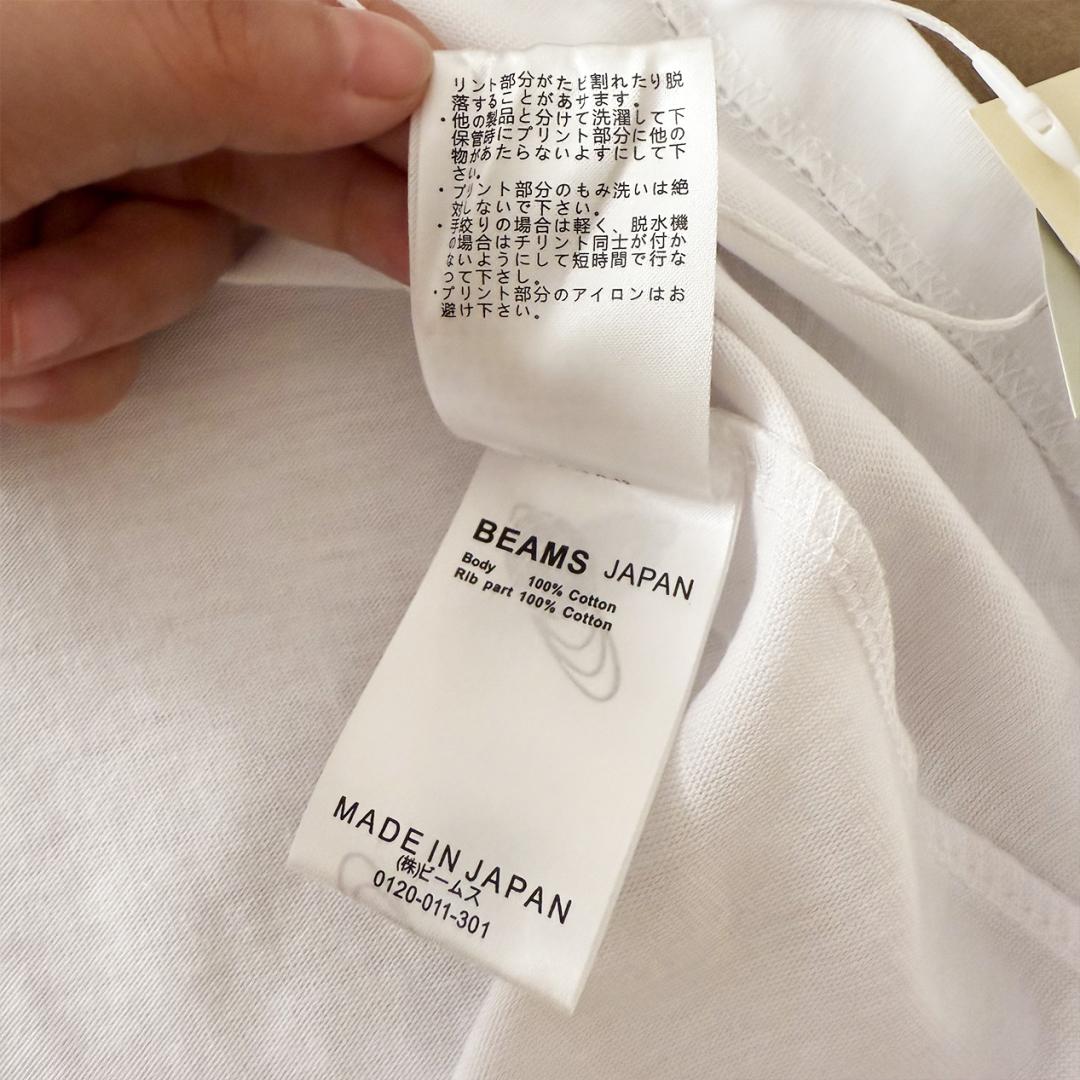 リント部分がたビ割れたり脱
落することがあサます。
・他の製品と分けて洗濯して下
保管時にプリント部分に他の
物があたらないよすにして下
さい。
・プリント部分のもみ洗いは絶
対しないで下さい。
・手絞りの場合は軽く、脱水機
の場合はチリント同士が付か
ないようにして短時間で行な
つて下さし。
・プリント部分のアイロンはお
避け下さい。
BEAMS JAPAN
Body 100% Cotton
Rib part 100% Cotton
MADE IN JAPAN
(株)ビームス
0120-011-301